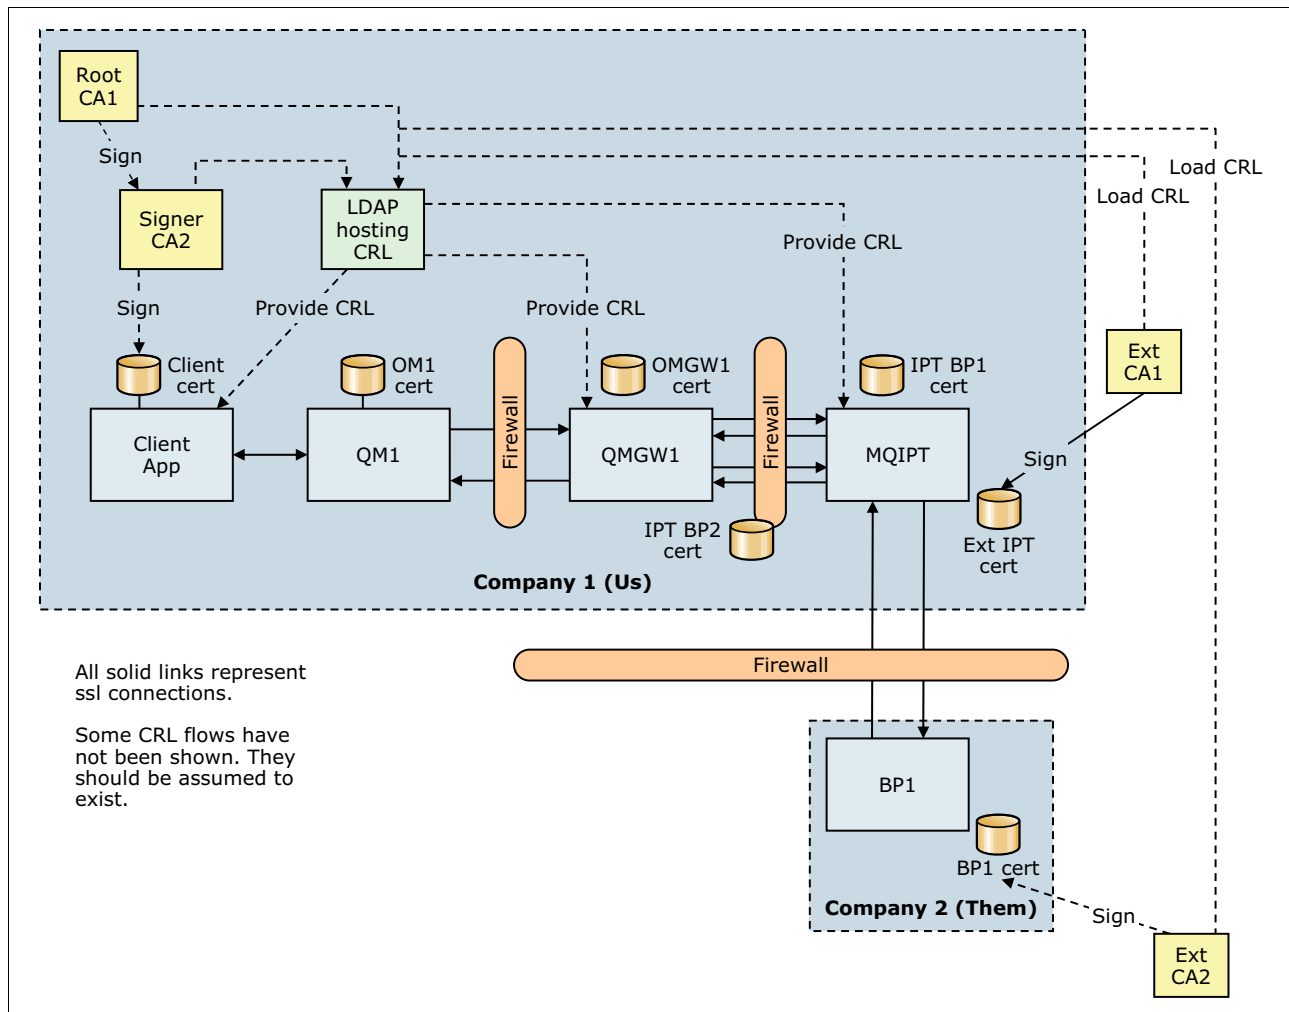 Root
CA1
Sign
Signer
CA2
LDAP
hosting
CRL
Load CRL
Load CRL
Provide CRL
Sign
Provide CRL
Provide CRL
Client
cert
OM1
cert
Firewall
OMGW1
cert
Firewall
IPT BP1
cert
Ext
CA1
Client
App
QM1
QMGW1
MQIPT
Sign
IPT BP2
cert
Ext IPT
cert
Company 1 (Us)
All solid links represent
ssl connections.
Some CRL flows have
not been shown. They
should be assumed to
exist.
Firewall
BP1
BP1 cert
Company 2 (Them)
Sign
Ext
CA2